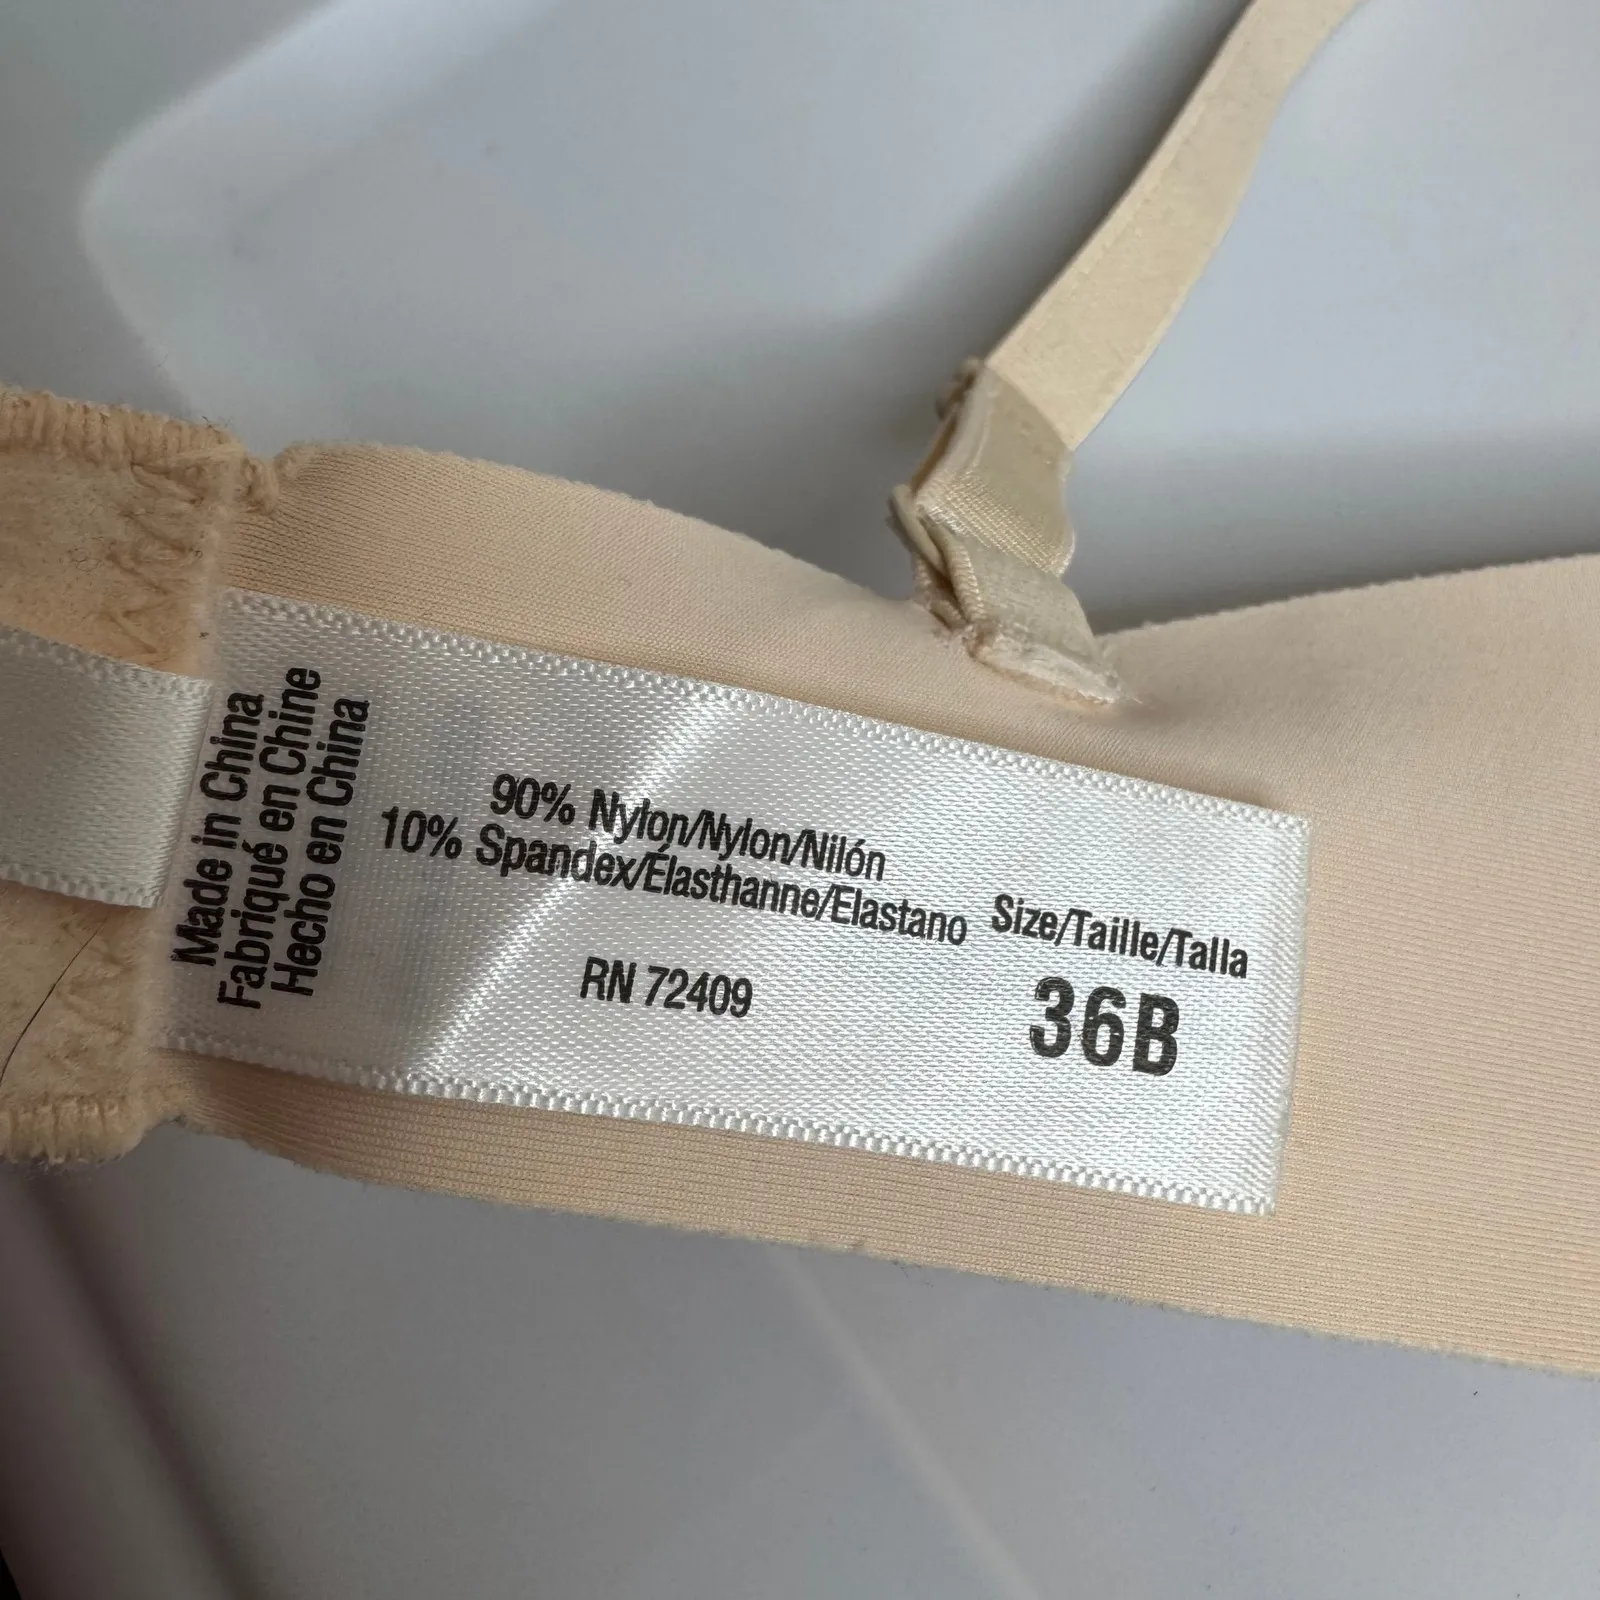 Made in China
Fabriqué en Chine
Hecho en China
90% Nylon/Nylon/Nilón
10% Spandex/Élasthanne/Elastano
RN 72409
Size/Taille/Talla
36B